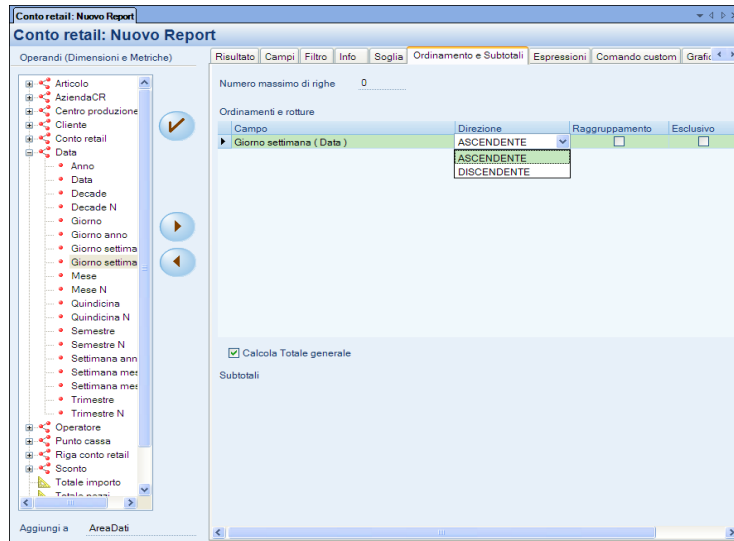 Conto retail: Nuovo Report
Conto retail: Nuovo Report
Operandi (Dimensioni e Metriche)
Articolo
AziendaCR
Centro produzione
Cliente
Conto retail
Data
Anno
Data
Decade
Decade N
Giorno
Giorno anno
Giorno settima
Giorno settima
Mese
Mese N
Quindicina
Quindicina N
Semestre
Semestre N
Settimana ann
Settimana mes
Settimana mes
Trimestre
Trimestre N
Operatore
Punto cassa
Riga conto retail
Sconto
Totale importo
Totale pezzi
Aggiungi a AreaDati
Risultato Campi Filtro Info Soglia Ordinamento e Subtotali Espressioni Comando custom Grafic
Numero massimo di righe 0
Ordinamenti e rotture
Campo Direzione Raggruppamento Esclusivo
Giorno settimana ( Data ) ASCENDENTE
ASCENDENTE
DISCENDENTE
Calcola Totale generale
Subtotali